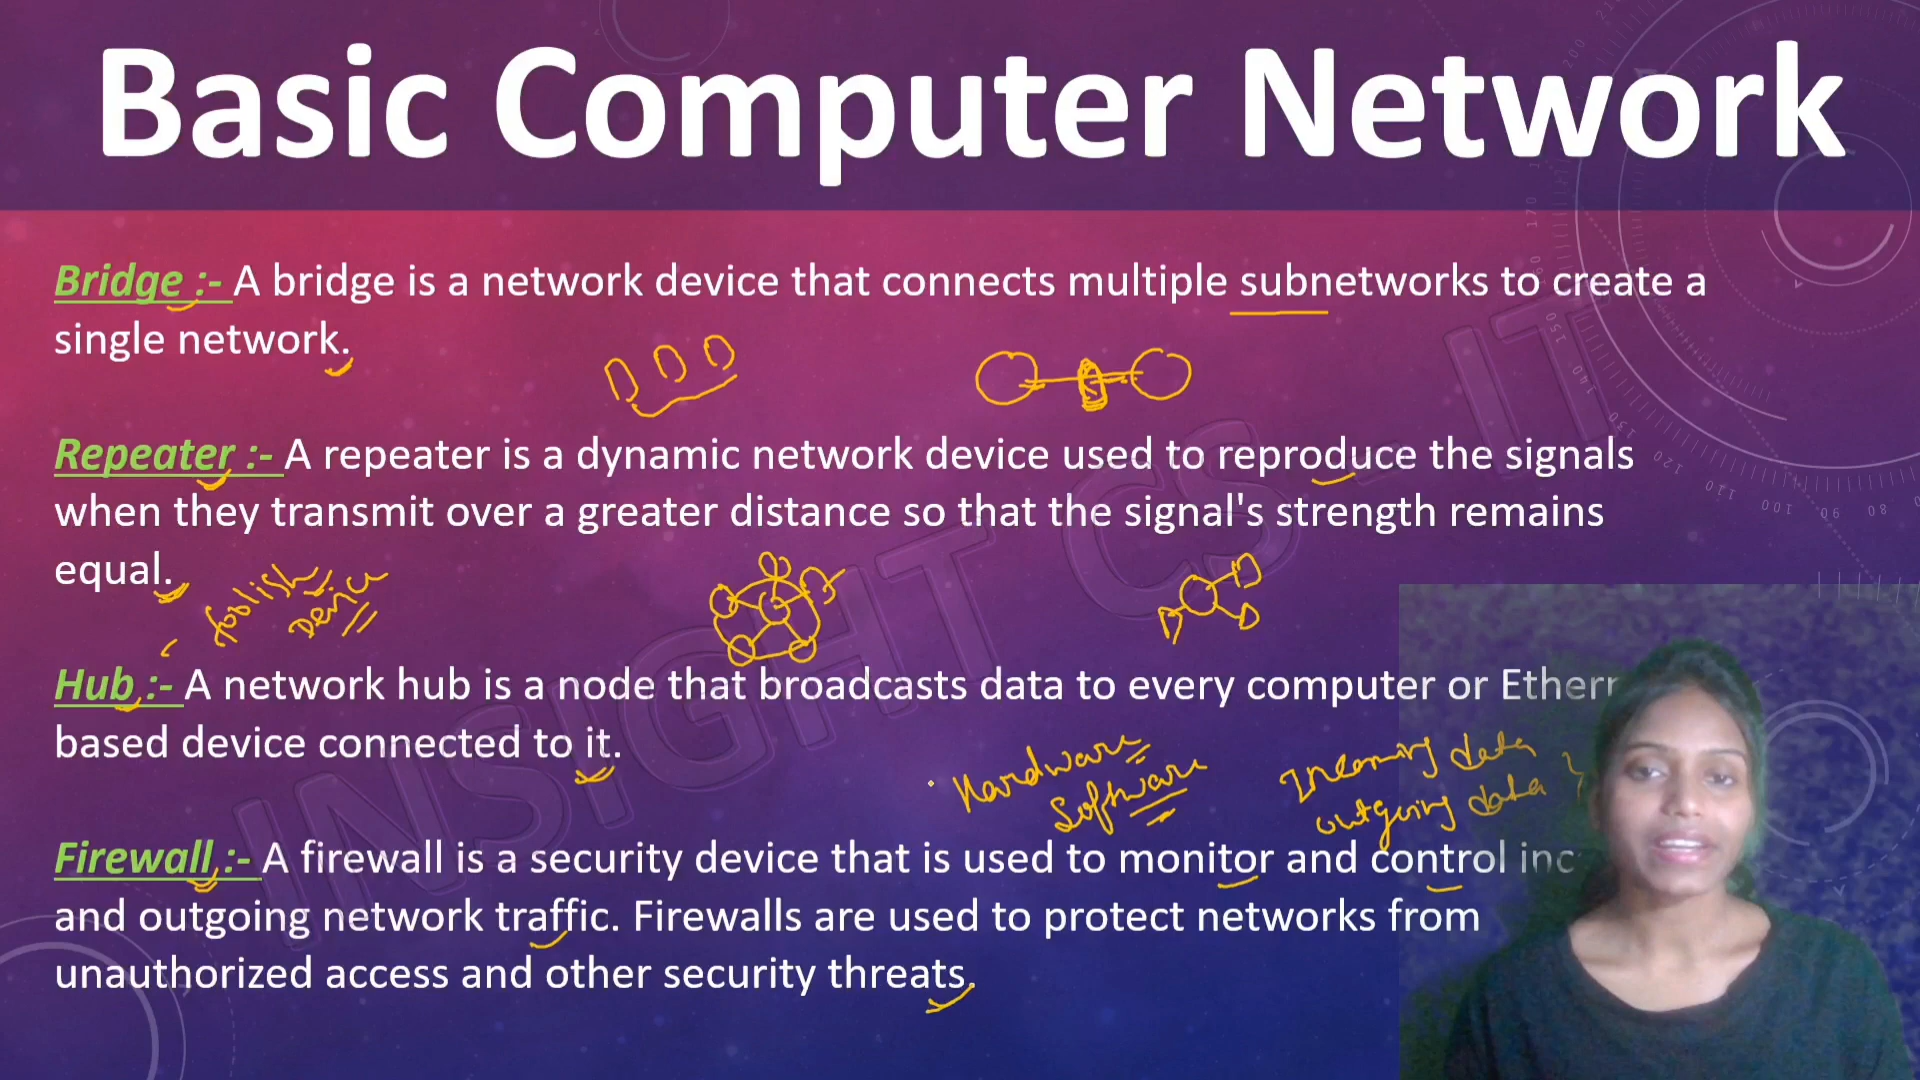 Basic Computer Network
Bridge :- A bridge is a network device that connects multiple subnetworks to create a
single network.
Repeater :- A repeater is a dynamic network device used to reproduce the signals
when they transmit over a greater distance so that the signal's strength remains
equal.
foolish
Device
Hub :- A network hub is a node that broadcasts data to every computer or
based device connected to it.
Hardware
Software
Incoming data
outgoing data
Firewall :- A firewall is a security device that is used to monitor and control inc
and outgoing network traffic. Firewalls are used to protect networks from
unauthorized access and other security threats.
INSIGHT CS - IT